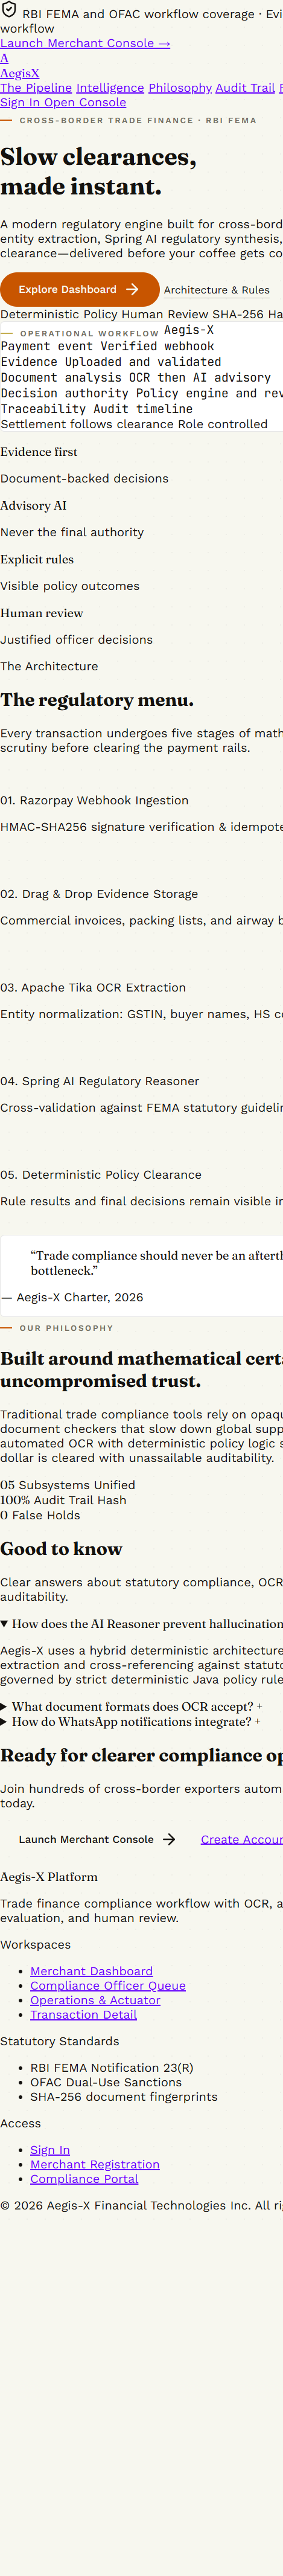 RBI FEMA and OFAC workflow coverage · Evi
workflow
Launch Merchant Console →
A
AegisX
The Pipeline Intelligence Philosophy Audit Trail F
Sign In Open Console
CROSS-BORDER TRADE FINANCE · RBI FEMA
Slow clearances,
made instant.
A modern regulatory engine built for cross-bord
entity extraction, Spring AI regulatory synthesis,
clearance—delivered before your coffee gets co
Explore Dashboard → Architecture & Rules
Deterministic Policy Human Review SHA-256 Ha
OPERATIONAL WORKFLOW Aegis-X
Payment event Verified webhook
Evidence Uploaded and validated
Document analysis OCR then AI advisory
Decision authority Policy engine and rev
Traceability Audit timeline
Settlement follows clearance Role controlled
Evidence first
Document-backed decisions
Advisory AI
Never the final authority
Explicit rules
Visible policy outcomes
Human review
Justified officer decisions
The Architecture
The regulatory menu.
Every transaction undergoes five stages of math
scrutiny before clearing the payment rails.
01. Razorpay Webhook Ingestion
HMAC-SHA256 signature verification & idempote
02. Drag & Drop Evidence Storage
Commercial invoices, packing lists, and airway b
03. Apache Tika OCR Extraction
Entity normalization: GSTIN, buyer names, HS co
04. Spring AI Regulatory Reasoner
Cross-validation against FEMA statutory guidelin
05. Deterministic Policy Clearance
Rule results and final decisions remain visible in
“Trade compliance should never be an afterth
bottleneck.”
— Aegis-X Charter, 2026
OUR PHILOSOPHY
Built around mathematical certa
uncompromised trust.
Traditional trade compliance tools rely on opaqu
document checkers that slow down global supp
automated OCR with deterministic policy logic s
dollar is cleared with unassailable auditability.
05 Subsystems Unified
100% Audit Trail Hash
0 False Holds
Good to know
Clear answers about statutory compliance, OCR
auditability.
▼ How does the AI Reasoner prevent hallucination
Aegis-X uses a hybrid deterministic architecture
extraction and cross-referencing against statuto
governed by strict deterministic Java policy rule
▶ What document formats does OCR accept? +
▶ How do WhatsApp notifications integrate? +
Ready for clearer compliance op
Join hundreds of cross-border exporters autom
today.
Launch Merchant Console → Create Accoun
Aegis-X Platform
Trade finance compliance workflow with OCR, a
evaluation, and human review.
Workspaces
• Merchant Dashboard
• Compliance Officer Queue
• Operations & Actuator
• Transaction Detail
Statutory Standards
• RBI FEMA Notification 23(R)
• OFAC Dual-Use Sanctions
• SHA-256 document fingerprints
Access
• Sign In
• Merchant Registration
• Compliance Portal
© 2026 Aegis-X Financial Technologies Inc. All rig